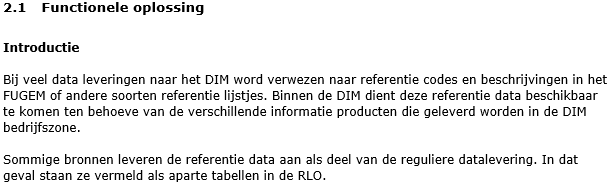 2.1 Functionele oplossing
Introductie
Bij veel data leveringen naar het DIM word verwezen naar referentie codes en beschrijvingen in het
FUGEM of andere soorten referentie lijstjes. Binnen de DIM dient deze referentie data beschikbaar
te komen ten behoeve van de verschillende informatie producten die geleverd worden in de DIM
bedrijfszone.
Sommige bronnen leveren de referentie data aan als deel van de reguliere datalevering. In dat
geval staan ze vermeld als aparte tabellen in de RLO.